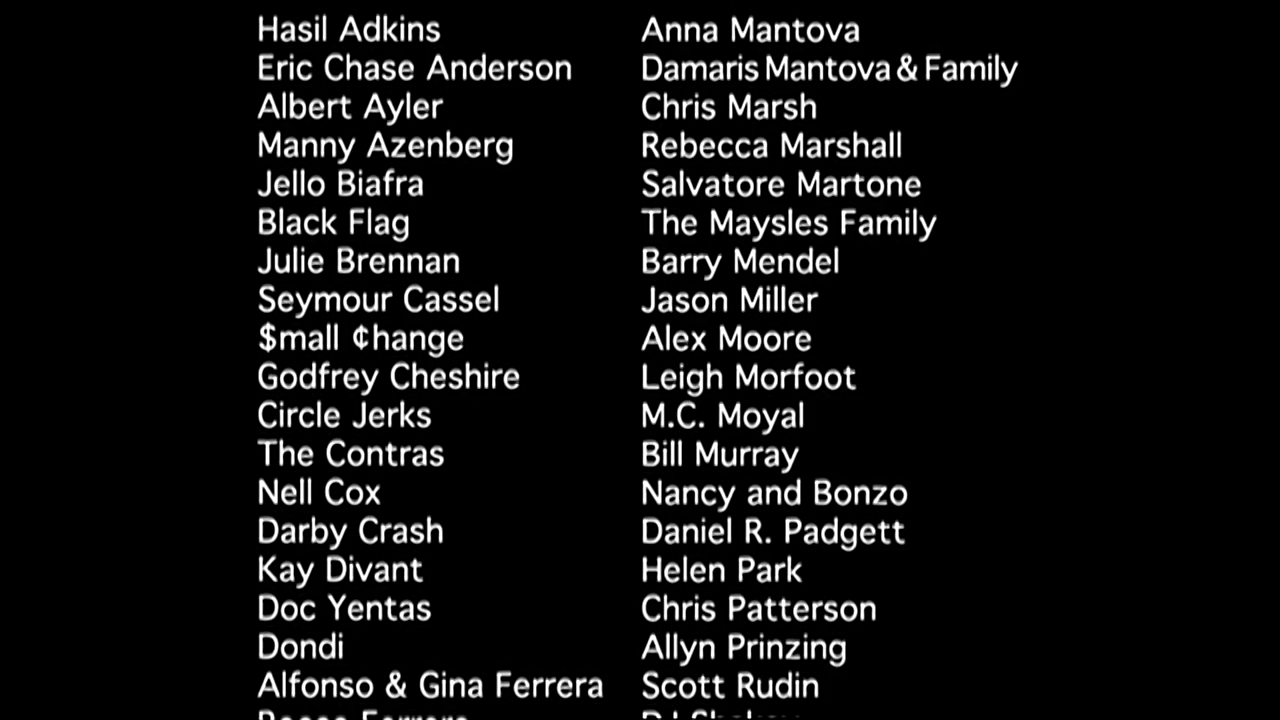 Hasil Adkins
Eric Chase Anderson
Albert Ayler
Manny Azenberg
Jello Biafra
Black Flag
Julie Brennan
Seymour Cassel
$mall ¢hange
Godfrey Cheshire
Circle Jerks
The Contras
Nell Cox
Darby Crash
Kay Divant
Doc Yentas
Dondi
Alfonso & Gina Ferrera
Anna Mantova
Damaris Mantova & Family
Chris Marsh
Rebecca Marshall
Salvatore Martone
The Maysles Family
Barry Mendel
Jason Miller
Alex Moore
Leigh Morfoot
M.C. Moyal
Bill Murray
Nancy and Bonzo
Daniel R. Padgett
Helen Park
Chris Patterson
Allyn Prinzing
Scott Rudin